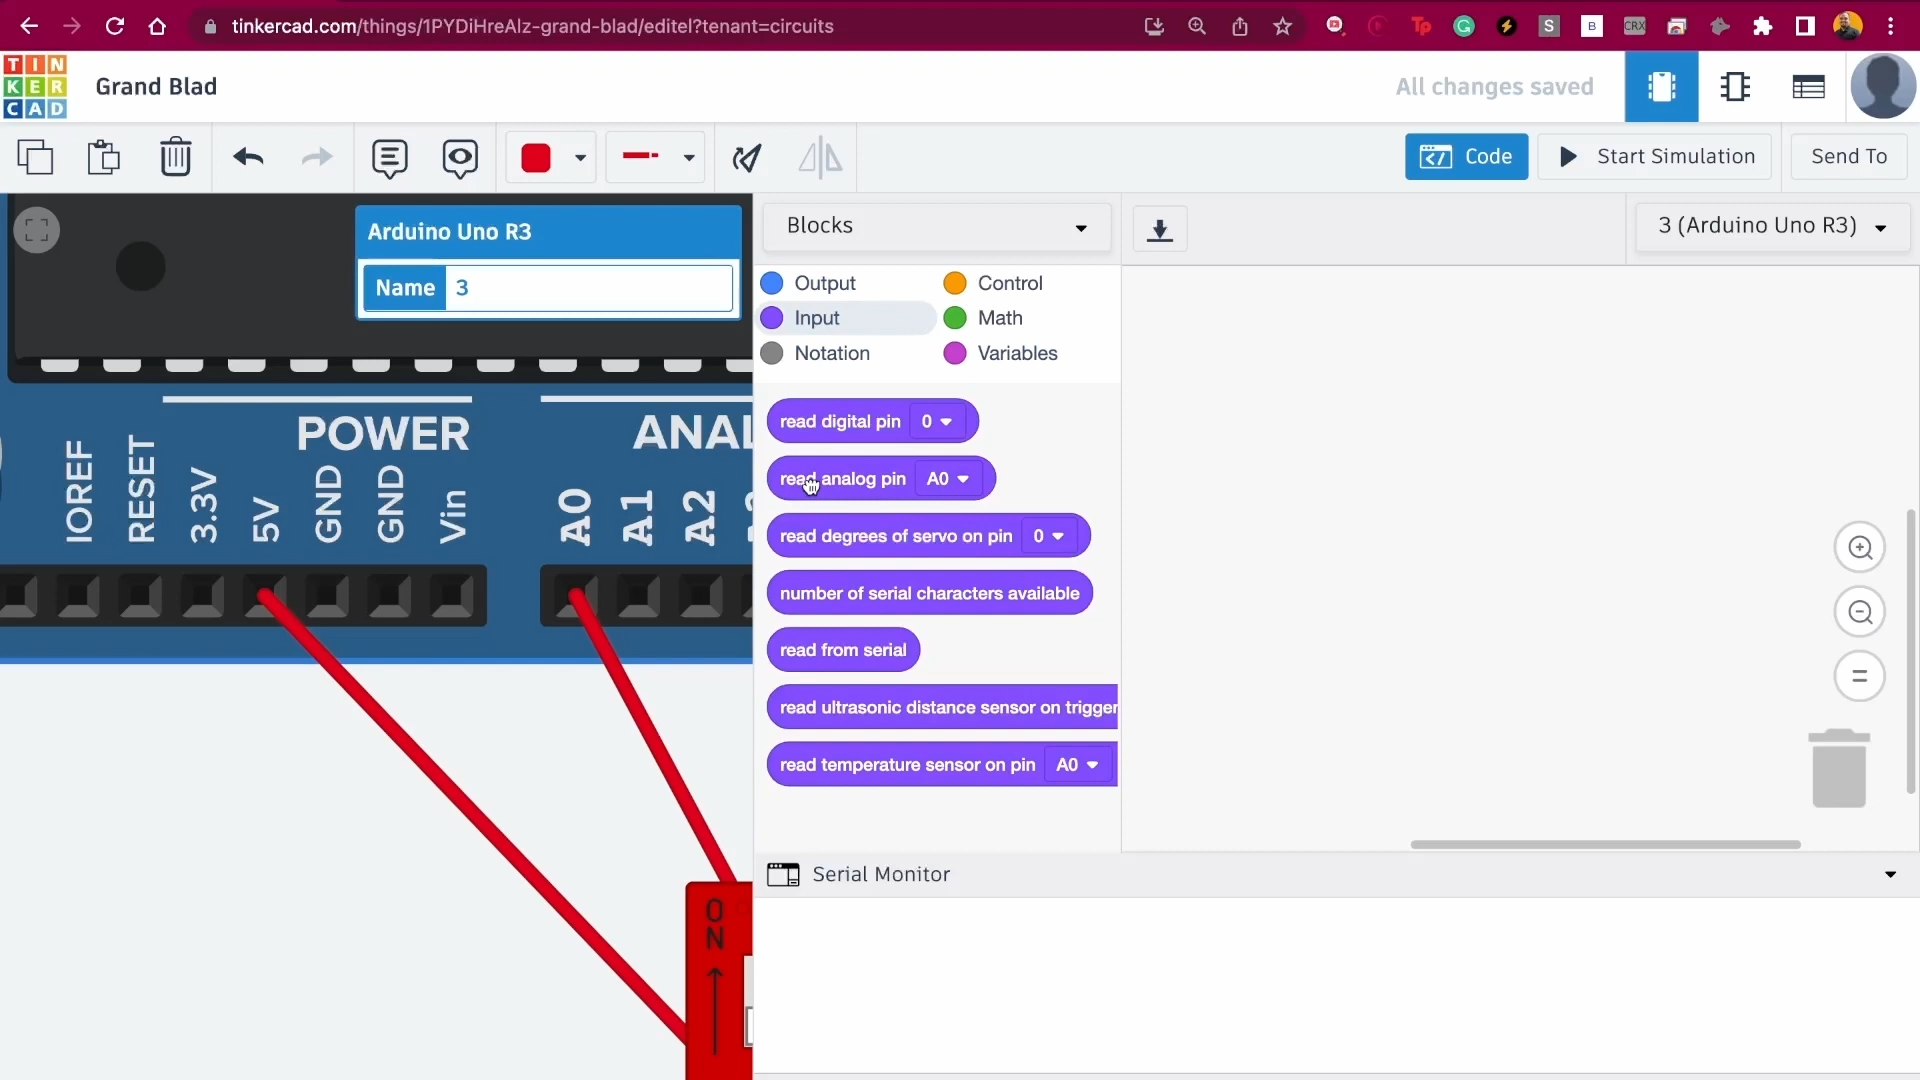 tinkercad.com/things/1PYDiHreAlz-grand-blad/editel?tenant=circuits
Tp
G
S
B
CRX
TIN
KER
CAD
Grand Blad
All changes saved
Code
Start Simulation
Send To
Arduino Uno R3
Name 3
Blocks
3 (Arduino Uno R3)
Output
Control
Input
Math
Notation
Variables
read digital pin 0
read analog pin A0
read degrees of servo on pin 0
number of serial characters available
read from serial
read ultrasonic distance sensor on trigger
read temperature sensor on pin A0
POWER
ANAL
IOREF
RESET
3.3V
5V
GND
GND
Vin
A0
A1
A2
ON
Serial Monitor